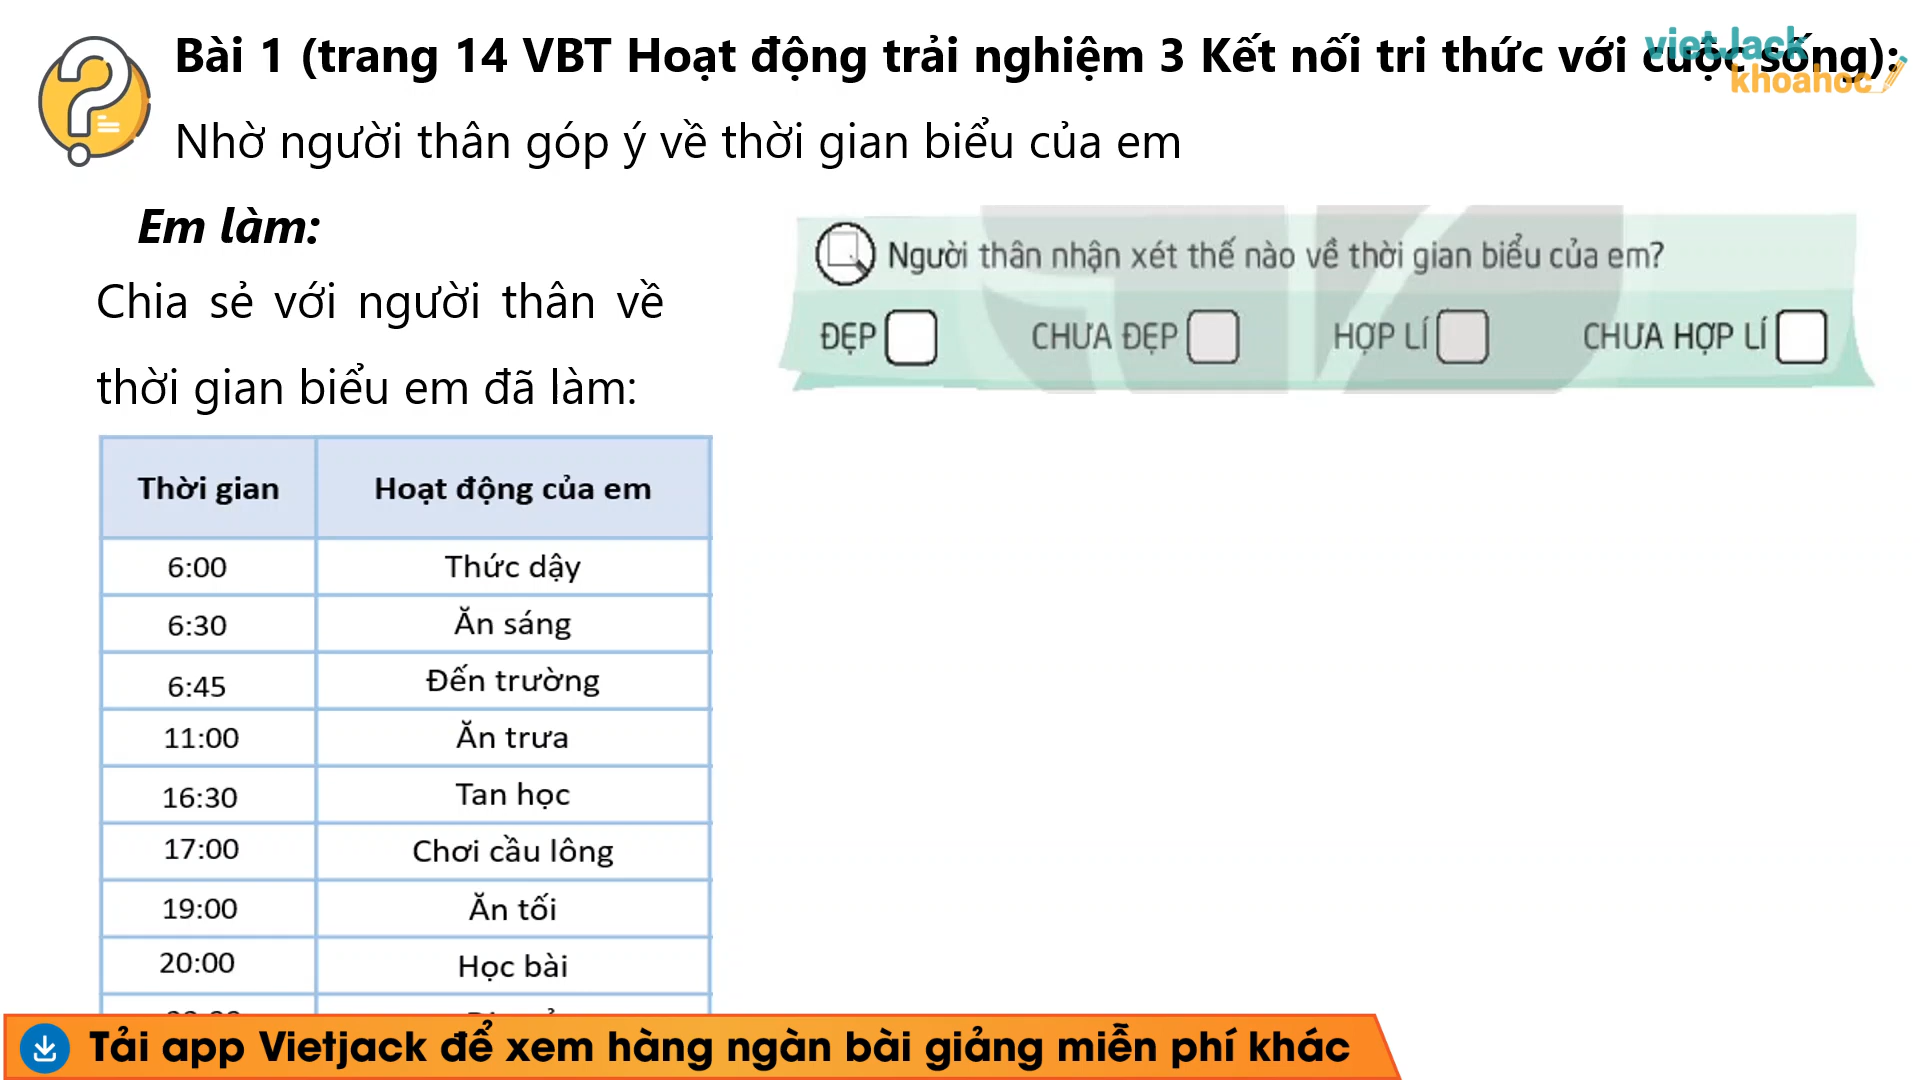 Bài 1 (trang 14 VBT Hoạt động trải nghiệm 3 Kết nối tri thức với cuộc sống):
vietJack
khoahoc
Nhờ người thân góp ý về thời gian biểu của em
Em làm:
Chia sẻ với người thân về
thời gian biểu em đã làm:
Người thân nhận xét thế nào về thời gian biểu của em?
ĐẸP CHƯA ĐẸP HỢP LÍ CHƯA HỢP LÍ
Thời gian Hoạt động của em
6:00 Thức dậy
6:30 Ăn sáng
6:45 Đến trường
11:00 Ăn trưa
16:30 Tan học
17:00 Chơi cầu lông
19:00 Ăn tối
20:00 Học bài
Tải app Vietjack để xem hàng ngàn bài giảng miễn phí khác